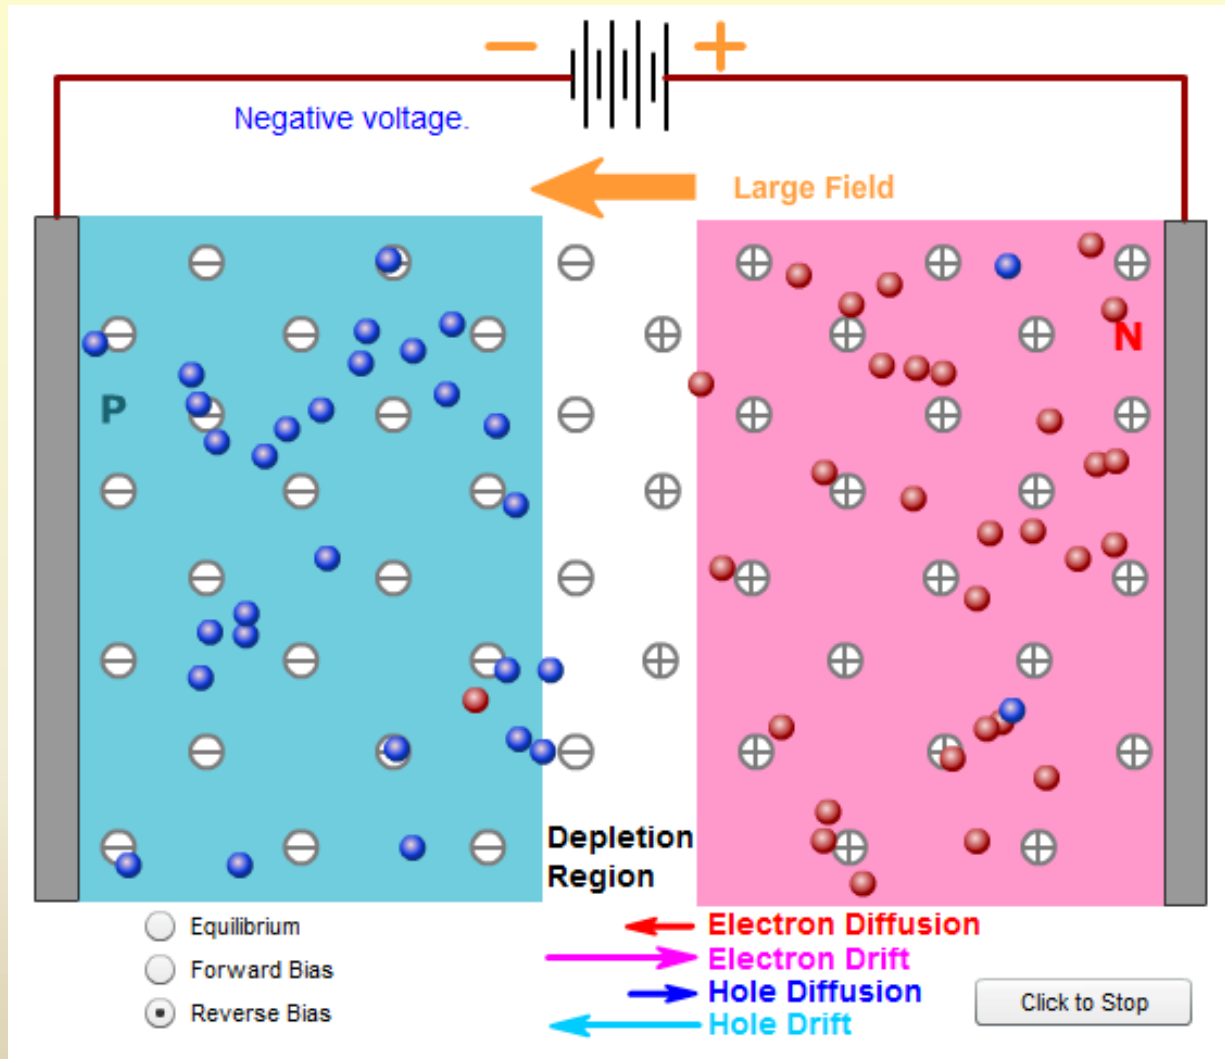 Negative voltage.
Large Field
P
N
Depletion
Region
Equilibrium
Forward Bias
Reverse Bias
Electron Diffusion
Electron Drift
Hole Diffusion
Hole Drift
Click to Stop